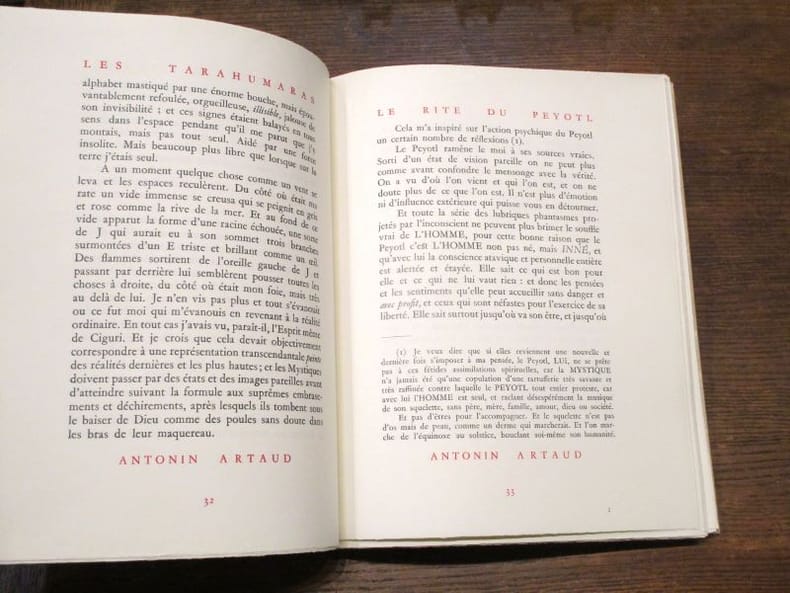 LES TARAHUMARAS
alphabet mastiqué par une énorme bouche, mais épou-
vantablement refoulée, orgueilleuse, illisible, jalouse de
son invisibilité ; et ces signes étaient balayés en tous
sens dans l'espace pendant qu'il me parut que j'y
montais, mais pas tout seul. Aidé par une force
insolite. Mais beaucoup plus libre que lorsque sur la
terre j'étais seul.
A un moment quelque chose comme un vent se
leva et les espaces reculèrent. Du côté où était ma
rate un vide immense se creusa qui se peignit en gris
et rose comme la rive de la mer. Et au fond de ce
vide apparut la forme d'une racine échouée, une sorte
de J qui aurait eu à son sommet trois branches
surmontées d'un E triste et brillant comme un œil.
Des flammes sortirent de l'oreille gauche de J et
passant par derrière lui semblèrent pousser toutes les
choses à droite, du côté où était mon foie, mais très
au delà de lui. Je n'en vis pas plus et tout s'évanouit
ou ce fut moi qui m'évanouis en revenant à la réalité
ordinaire. En tout cas j'avais vu, paraît-il, l'Esprit même
de Ciguri. Et je crois que cela devait objectivement
correspondre à une représentation transcendantale peinte
des réalités dernières et les plus hautes ; et les Mystiques
doivent passer par des états et des images pareilles avant
d'atteindre suivant la formule aux suprêmes embrase-
ments et déchirements, après lesquels ils tombent sous
le baiser de Dieu comme des poules sans doute dans
les bras de leur maquereau.
ANTONIN ARTAUD
32
LE RITE DU PEYOTL
Cela m'a inspiré sur l'action psychique du Peyotl
un certain nombre de réflexions (1).
Le Peyotl ramène le moi à ses sources vraies.
Sorti d'un état de vision pareille on ne peut plus
comme avant confondre le mensonge avec la vérité.
On a vu d'où l'on vient et qui l'on est, et on ne
doute plus de ce que l'on est. Il n'est plus d'émotion
ni d'influence extérieure qui puisse vous en détourner.
Et toute la série des lubriques phantasmes pro-
jetés par l'inconscient ne peuvent plus brimer le souffle
vrai de L'HOMME, pour cette bonne raison que le
Peyotl c'est L'HOMME non pas né, mais INNÉ, et
qu'avec lui la conscience atavique et personnelle entière
est alertée et étayée. Elle sait ce qui est bon pour
elle et ce qui ne lui vaut rien : et donc les pensées
et les sentiments qu'elle peut accueillir sans danger et
avec profit, et ceux qui sont néfastes pour l'exercice de sa
liberté. Elle sait surtout jusqu'où va son être, et jusqu'où
(1) Je veux dire que si elles reviennent une nouvelle et
dernière fois s'imposer à ma pensée, le Peyotl, LUI, ne se prête
pas à ces fétides assimilations spirituelles, car la MYSTIQUE
n'a jamais été qu'une copulation d'une tartuferie très savante et
très raffinée contre laquelle le PEYOTL tout entier proteste, car
avec lui l'HOMME est seul, et raclant désespérément la musique
de son squelette, sans père, mère, famille, amour, dieu ou société.
Et pas d'êtres pour l'accompagner. Et le squelette n'est pas
d'os mais de peau, comme un derme qui marcherait. Et l'on mar-
che de l'équinoxe au solstice, bouclant soi-même son humanité.
ANTONIN ARTAUD
33